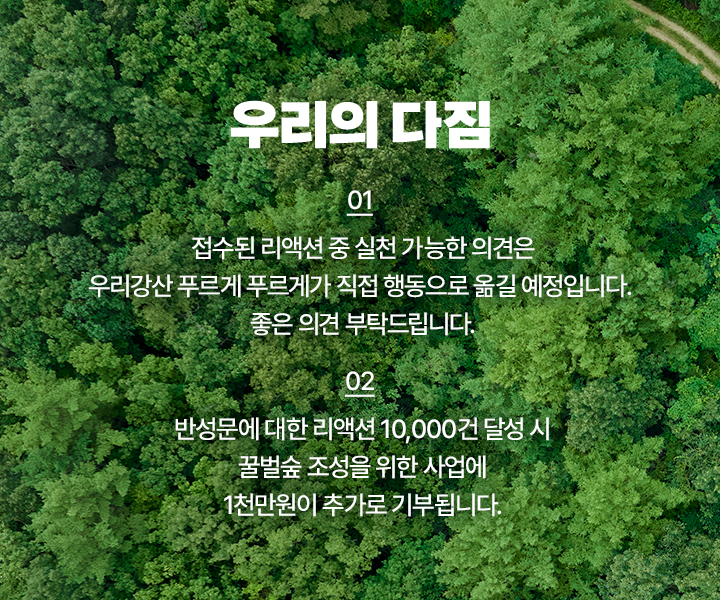 우리의 다짐
01
접수된 리액션 중 실천 가능한 의견은
우리강산 푸르게 푸르게가 직접 행동으로 옮길 예정입니다.
좋은 의견 부탁드립니다.
02
반성문에 대한 리액션 10,000건 달성 시
꿀벌숲 조성을 위한 사업에
1천만원이 추가로 기부됩니다.